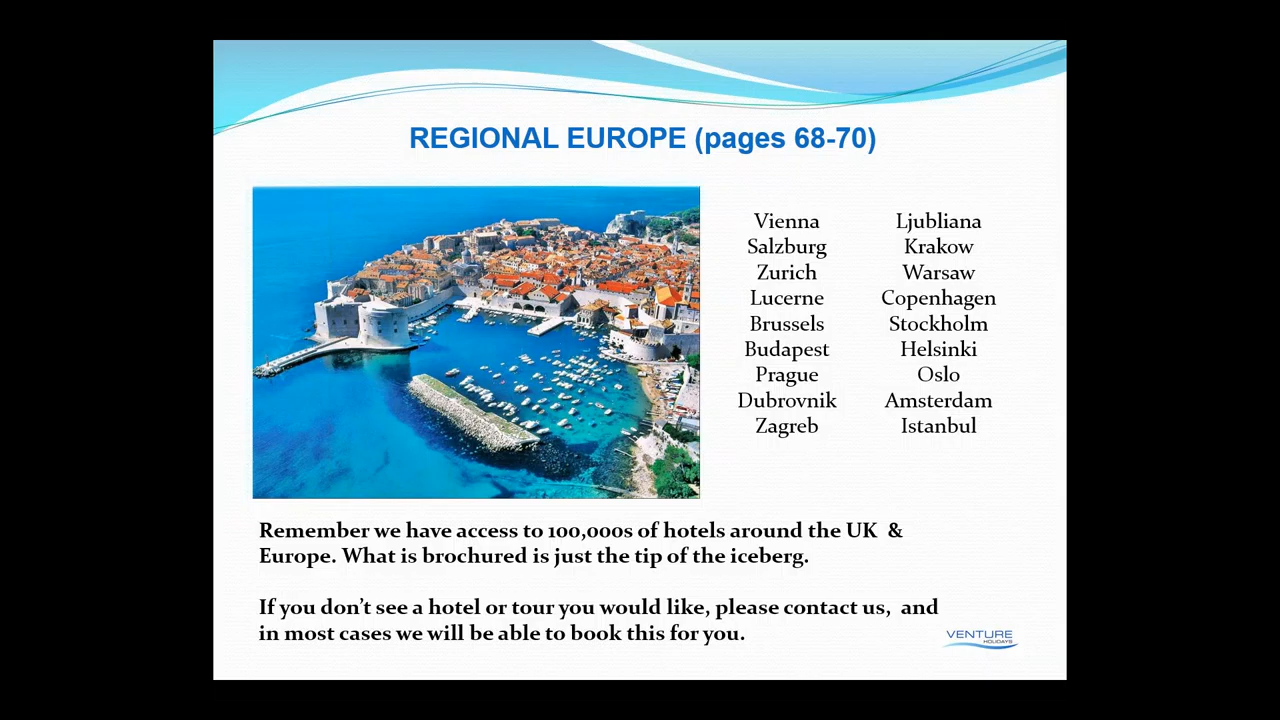 REGIONAL EUROPE (pages 68-70)
Vienna
Salzburg
Zurich
Lucerne
Brussels
Budapest
Prague
Dubrovnik
Zagreb
Ljubliana
Krakow
Warsaw
Copenhagen
Stockholm
Helsinki
Oslo
Amsterdam
Istanbul
Remember we have access to 100,000s of hotels around the UK &
Europe. What is brochured is just the tip of the iceberg.
If you don't see a hotel or tour you would like, please contact us, and
in most cases we will be able to book this for you.
VENTURE
HOLIDAYS